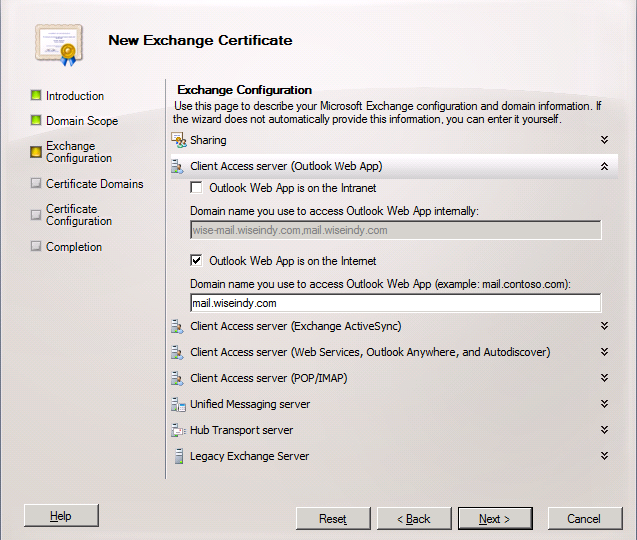 New Exchange Certificate
Introduction
Domain Scope
Exchange
Configuration
Certificate Domains
Certificate
Configuration
Completion
Exchange Configuration
Use this page to describe your Microsoft Exchange configuration and domain information. If
the wizard does not automatically provide this information, you can enter it yourself.
Sharing
Client Access server (Outlook Web App)
Outlook Web App is on the Intranet
Domain name you use to access Outlook Web App internally:
wise-mail.wiseindy.com,mail.wiseindy.com
Outlook Web App is on the Internet
Domain name you use to access Outlook Web App (example: mail.contoso.com):
mail.wiseindy.com
Client Access server (Exchange ActiveSync)
Client Access server (Web Services, Outlook Anywhere, and Autodiscover)
Client Access server (POP/IMAP)
Unified Messaging server
Hub Transport server
Legacy Exchange Server
Help
Reset
< Back
Next >
Cancel